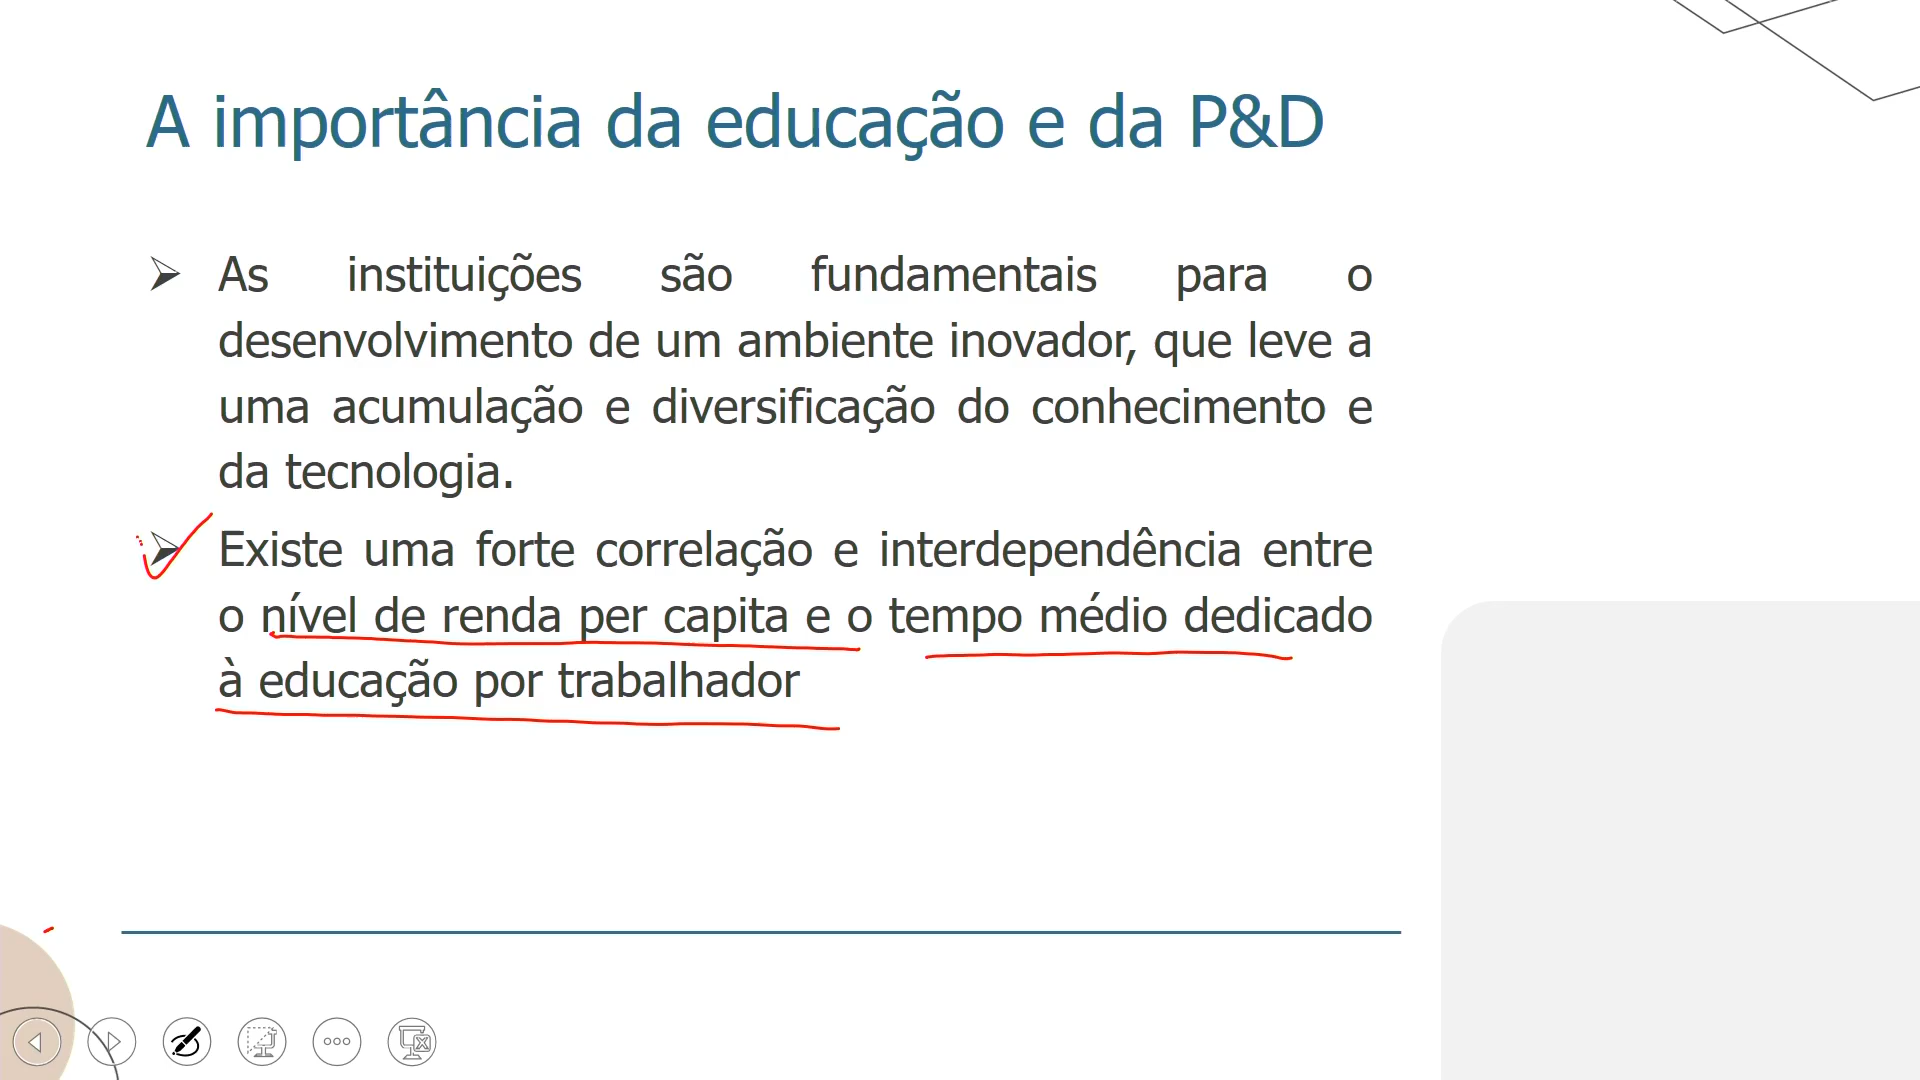 A importância da educação e da P&D
As instituições são fundamentais para o
desenvolvimento de um ambiente inovador, que leve a
uma acumulação e diversificação do conhecimento e
da tecnologia.
Existe uma forte correlação e interdependência entre
o nível de renda per capita e o tempo médio dedicado
à educação por trabalhador